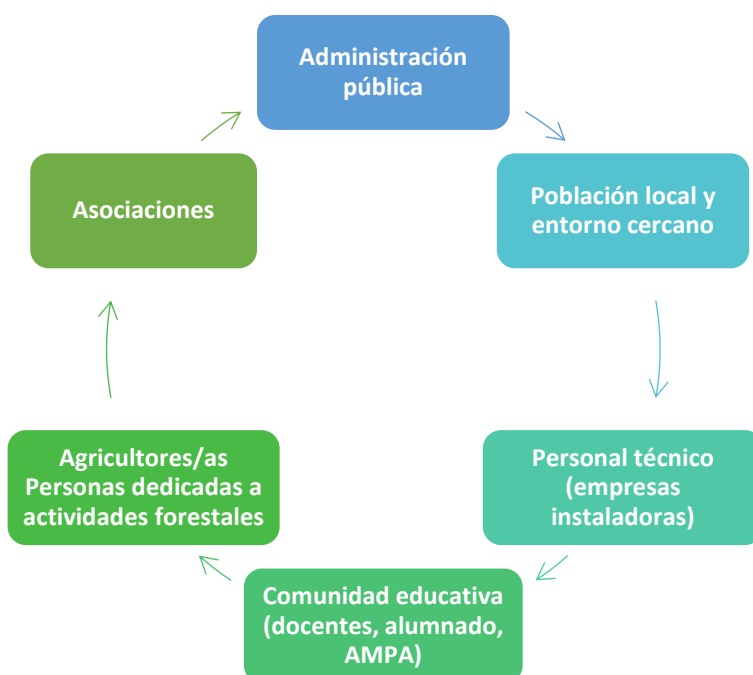 Administración
pública
Población local y
entorno cercano
Personal técnico
(empresas
instaladoras)
Comunidad educativa
(docentes, alumnado,
AMPA)
Agricultores/as
Personas dedicadas a
actividades forestales
Asociaciones